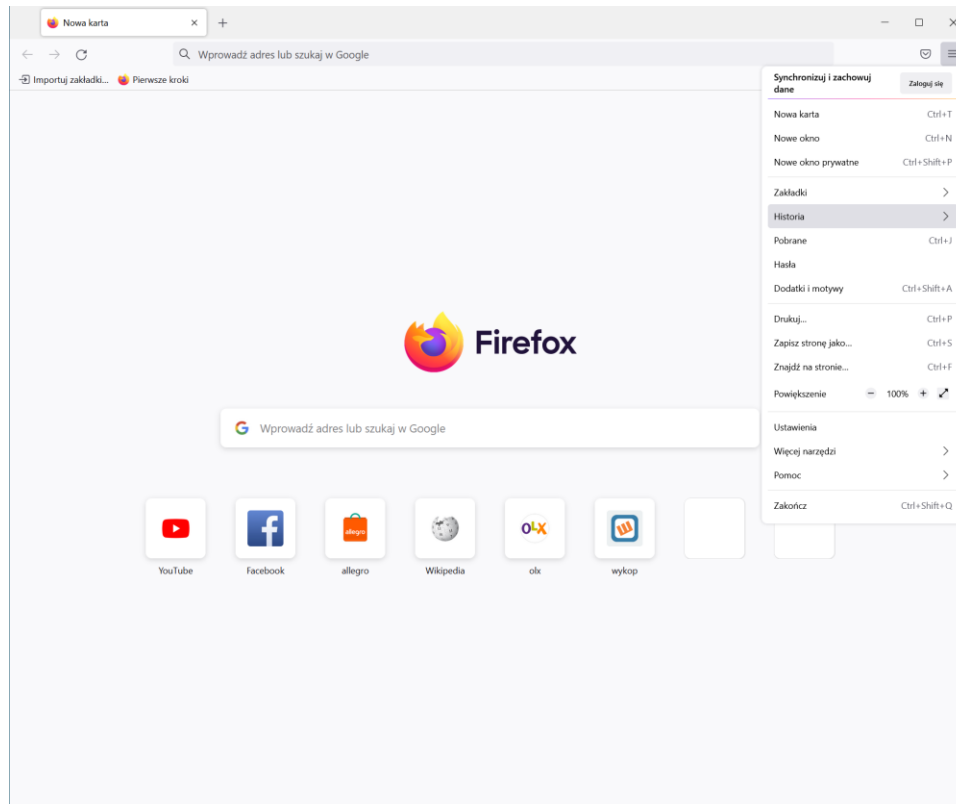 Nowa karta
Wprowadź adres lub szukaj w Google
Importuj zakładki... Pierwsze kroki
Synchronizuj i zachowuj
dane
Zaloguj się
Nowa karta Ctrl+T
Nowe okno Ctrl+N
Nowe okno prywatne Ctrl+Shift+P
Zakładki
Historia
Pobrane Ctrl+J
Hasła
Dodatki i motywy Ctrl+Shift+A
Drukuj... Ctrl+P
Zapisz stronę jako... Ctrl+S
Znajdź na stronie... Ctrl+F
Powiększenie − 100% +
Ustawienia
Więcej narzędzi
Pomoc
Zakończ Ctrl+Shift+Q
Firefox
Wprowadź adres lub szukaj w Google
allegro
OLX
YouTube Facebook allegro Wikipedia olx wykop